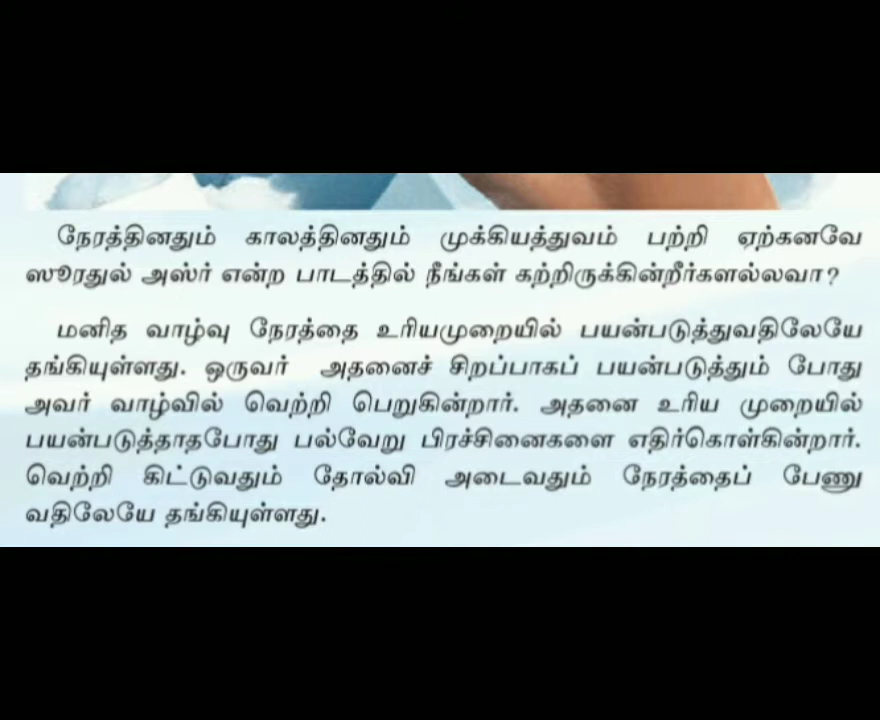 நேரத்தினதும் காலத்தினதும் முக்கியத்துவம் பற்றி ஏற்கனவே
ஸூரதுல் அஸ்ர் என்ற பாடத்தில் நீங்கள் கற்றிருக்கின்றீர்களல்லவா?
மனித வாழ்வு நேரத்தை உரியமுறையில் பயன்படுத்துவதிலேயே
தங்கியுள்ளது. ஒருவர் அதனைச் சிறப்பாகப் பயன்படுத்தும் போது
அவர் வாழ்வில் வெற்றி பெறுகின்றார். அதனை உரிய முறையில்
பயன்படுத்தாதபோது பல்வேறு பிரச்சினைகளை எதிர்கொள்கின்றார்.
வெற்றி கிட்டுவதும் தோல்வி அடைவதும் நேரத்தைப் பேணு
வதிலேயே தங்கியுள்ளது.